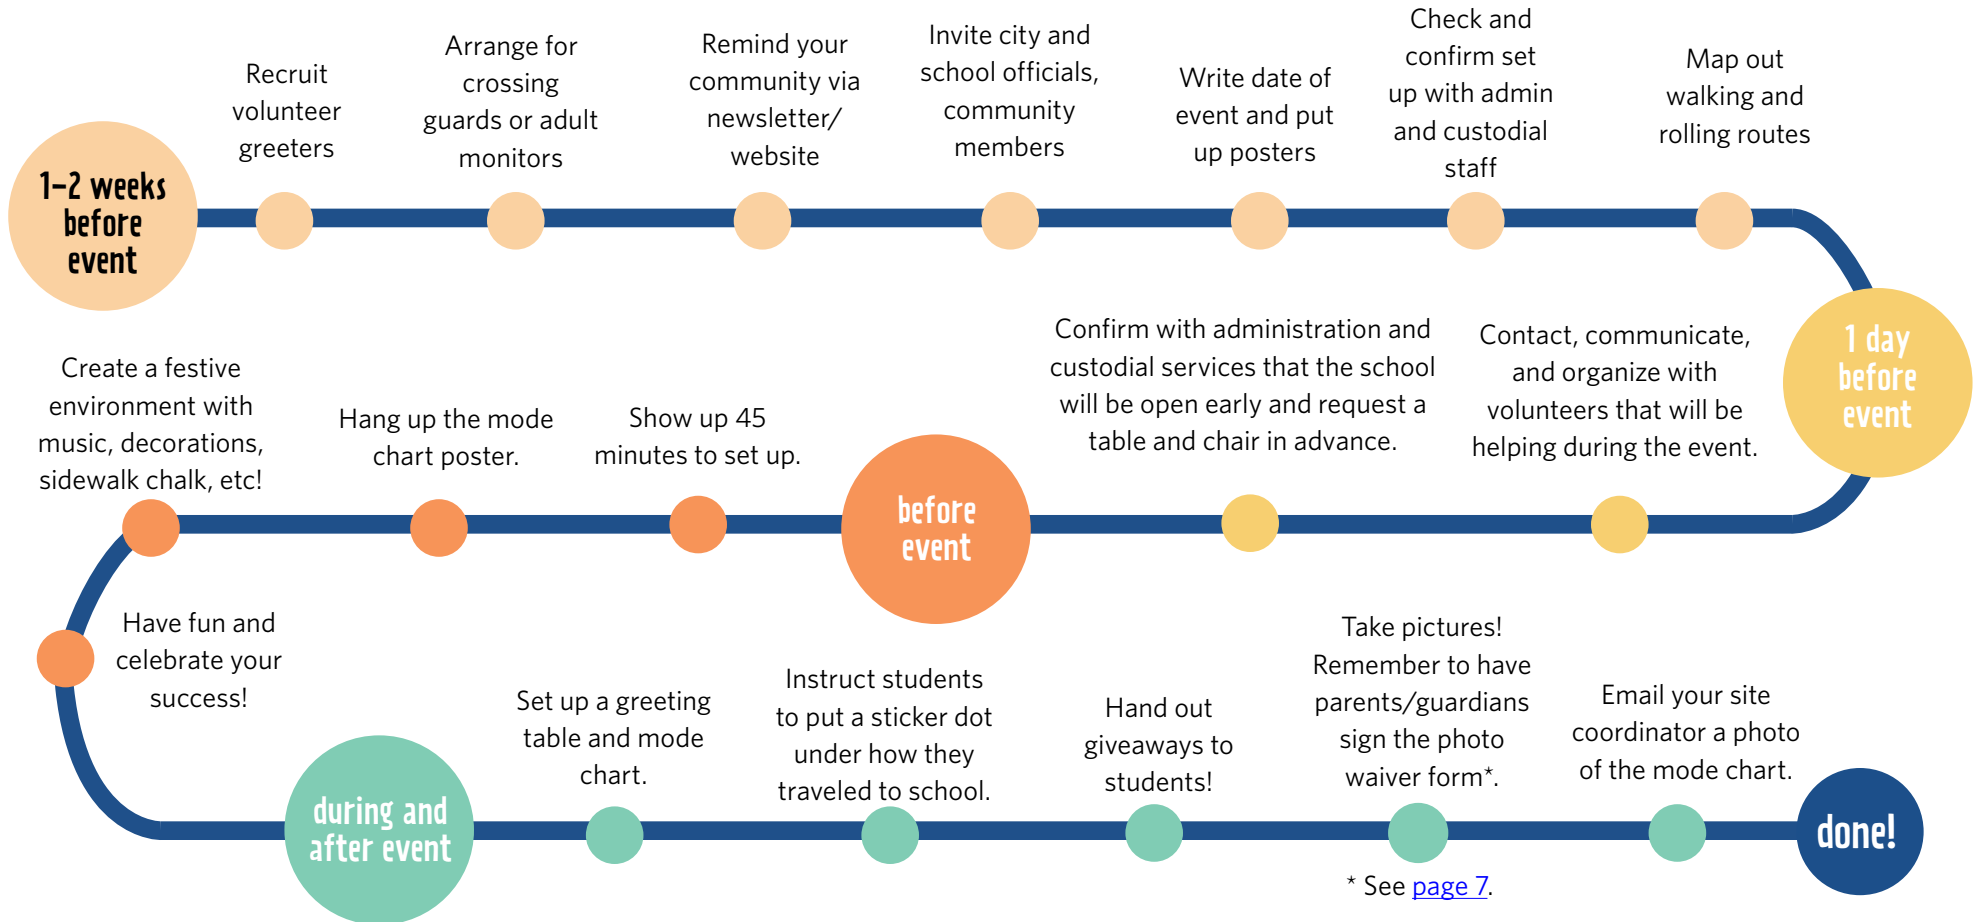 1–2 weeks
before
event
Recruit
volunteer
greeters
Arrange for
crossing
guards or adult
monitors
Remind your
community via
newsletter/
website
Invite city and
school officials,
community
members
Write date of
event and put
up posters
Check and
confirm set
up with admin
and custodial
staff
Map out
walking and
rolling routes
1 day
before
event
Contact, communicate,
and organize with
volunteers that will be
helping during the event.
Confirm with administration and
custodial services that the school
will be open early and request a
table and chair in advance.
before
event
Show up 45
minutes to set up.
Hang up the mode
chart poster.
Create a festive
environment with
music, decorations,
sidewalk chalk, etc!
Have fun and
celebrate your
success!
during and
after event
Set up a greeting
table and mode
chart.
Instruct students
to put a sticker dot
under how they
traveled to school.
Hand out
giveaways to
students!
Take pictures!
Remember to have
parents/guardians
sign the photo
waiver form*.
Email your site
coordinator a photo
of the mode chart.
done!
* See page 7.